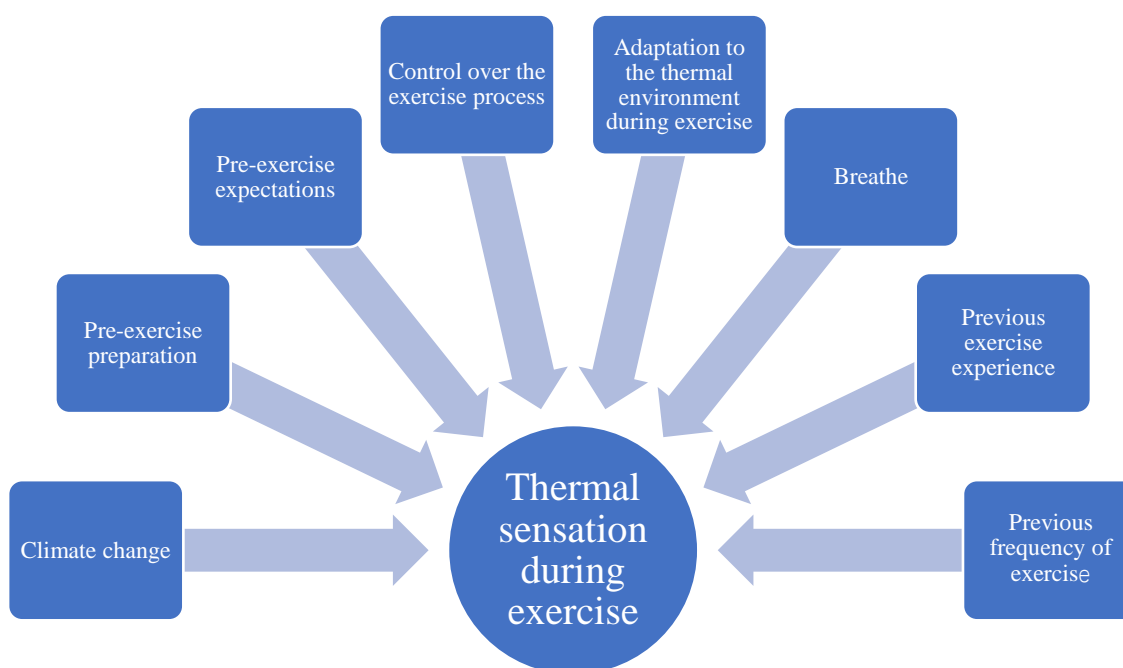 Climate change
Pre-exercise
preparation
Pre-exercise
expectations
Control over the
exercise process
Adaptation to
the thermal
environment
during exercise
Breathe
Previous
exercise
experience
Previous
frequency of
exercise
Thermal
sensation
during
exercise